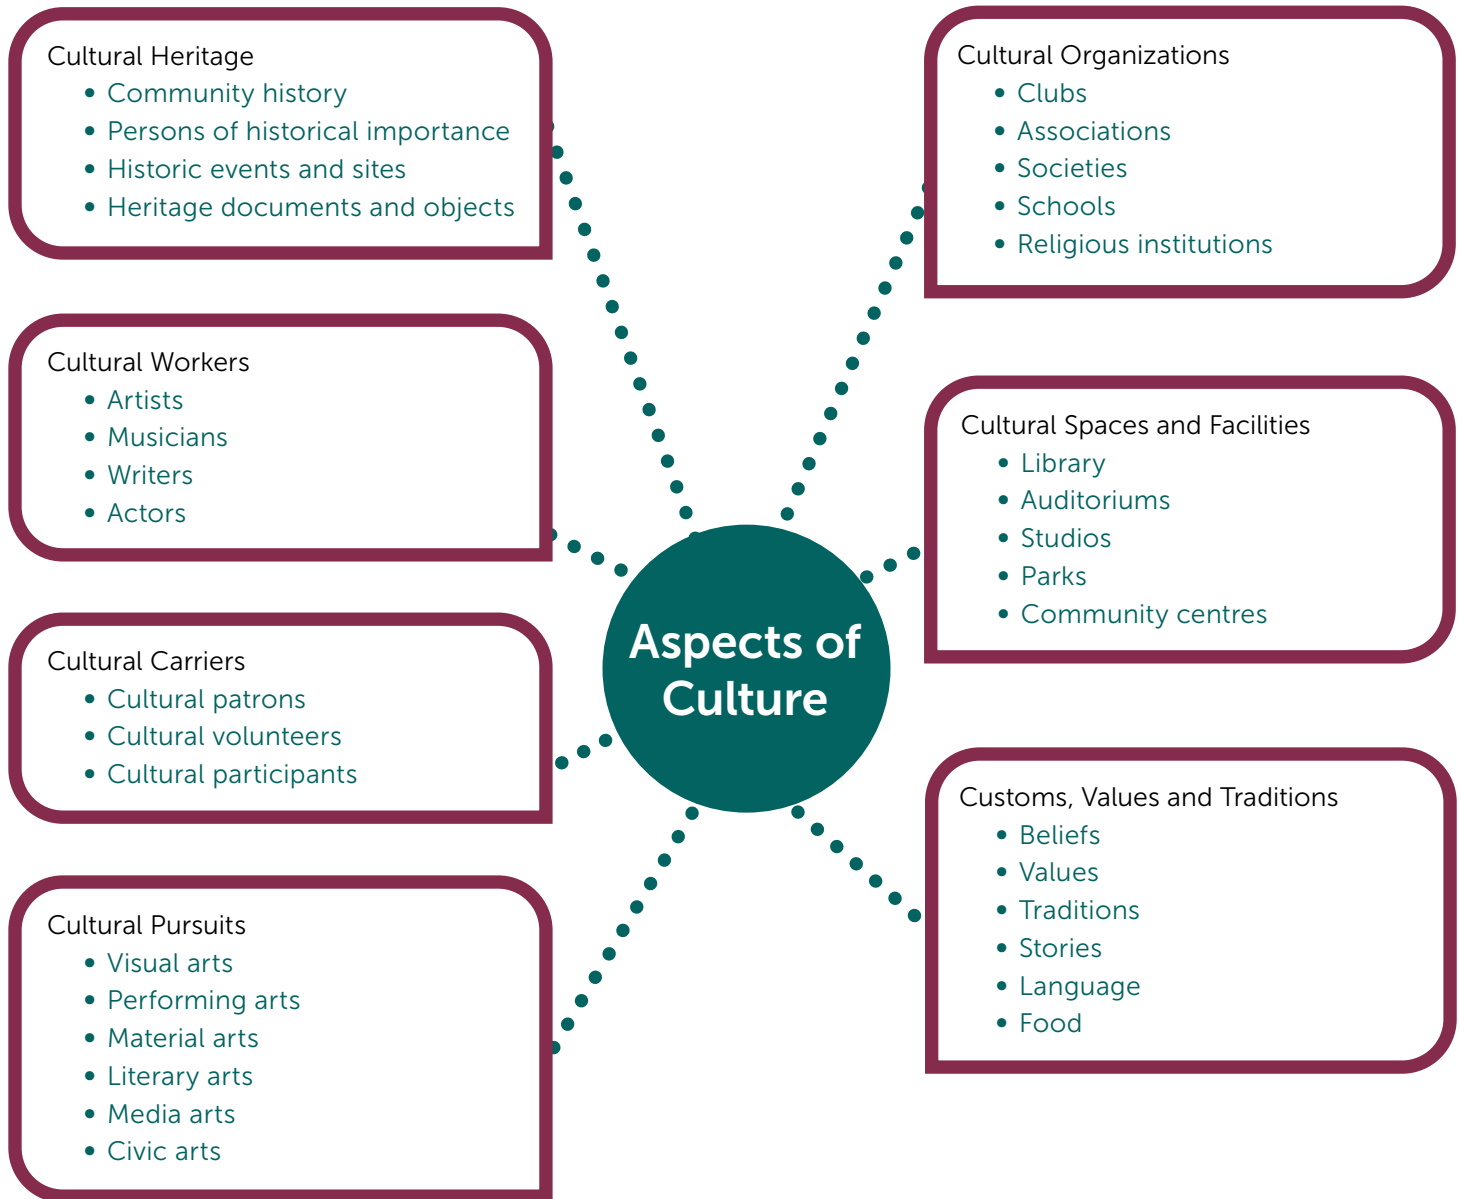 Cultural Heritage
• Community history
• Persons of historical importance
• Historic events and sites
• Heritage documents and objects
Cultural Workers
• Artists
• Musicians
• Writers
• Actors
Cultural Carriers
• Cultural patrons
• Cultural volunteers
• Cultural participants
Cultural Pursuits
• Visual arts
• Performing arts
• Material arts
• Literary arts
• Media arts
• Civic arts
Aspects of
Culture
Cultural Organizations
• Clubs
• Associations
• Societies
• Schools
• Religious institutions
Cultural Spaces and Facilities
• Library
• Auditoriums
• Studios
• Parks
• Community centres
Customs, Values and Traditions
• Beliefs
• Values
• Traditions
• Stories
• Language
• Food